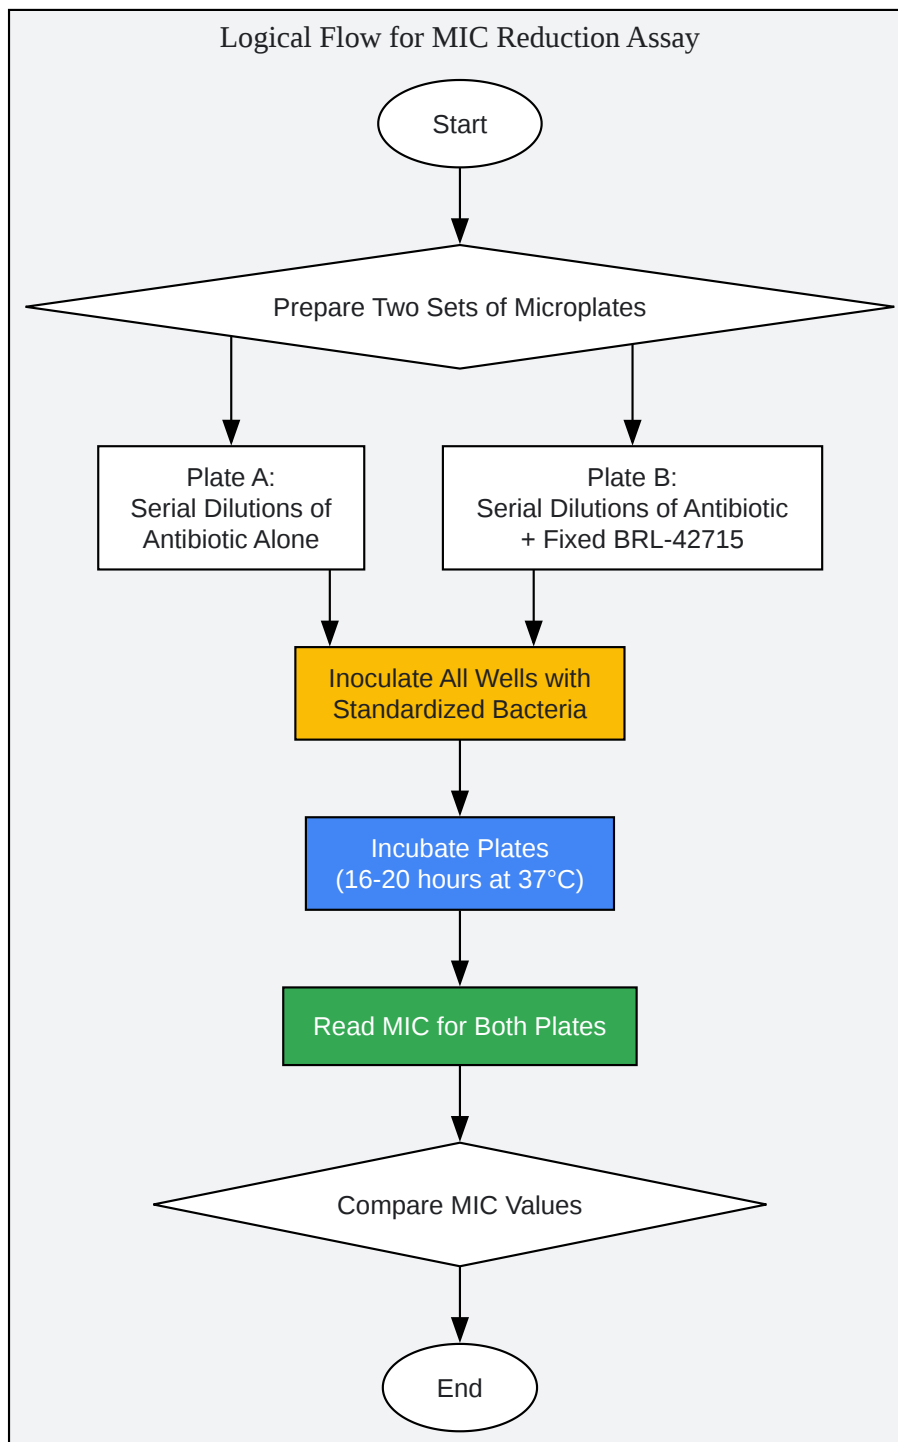 Logical Flow for MIC Reduction Assay
Start
Prepare Two Sets of Microplates
Plate A:
Serial Dilutions of
Antibiotic Alone
Plate B:
Serial Dilutions of Antibiotic
+ Fixed BRL-42715
Inoculate All Wells with
Standardized Bacteria
Incubate Plates
(16-20 hours at 37°C)
Read MIC for Both Plates
Compare MIC Values
End